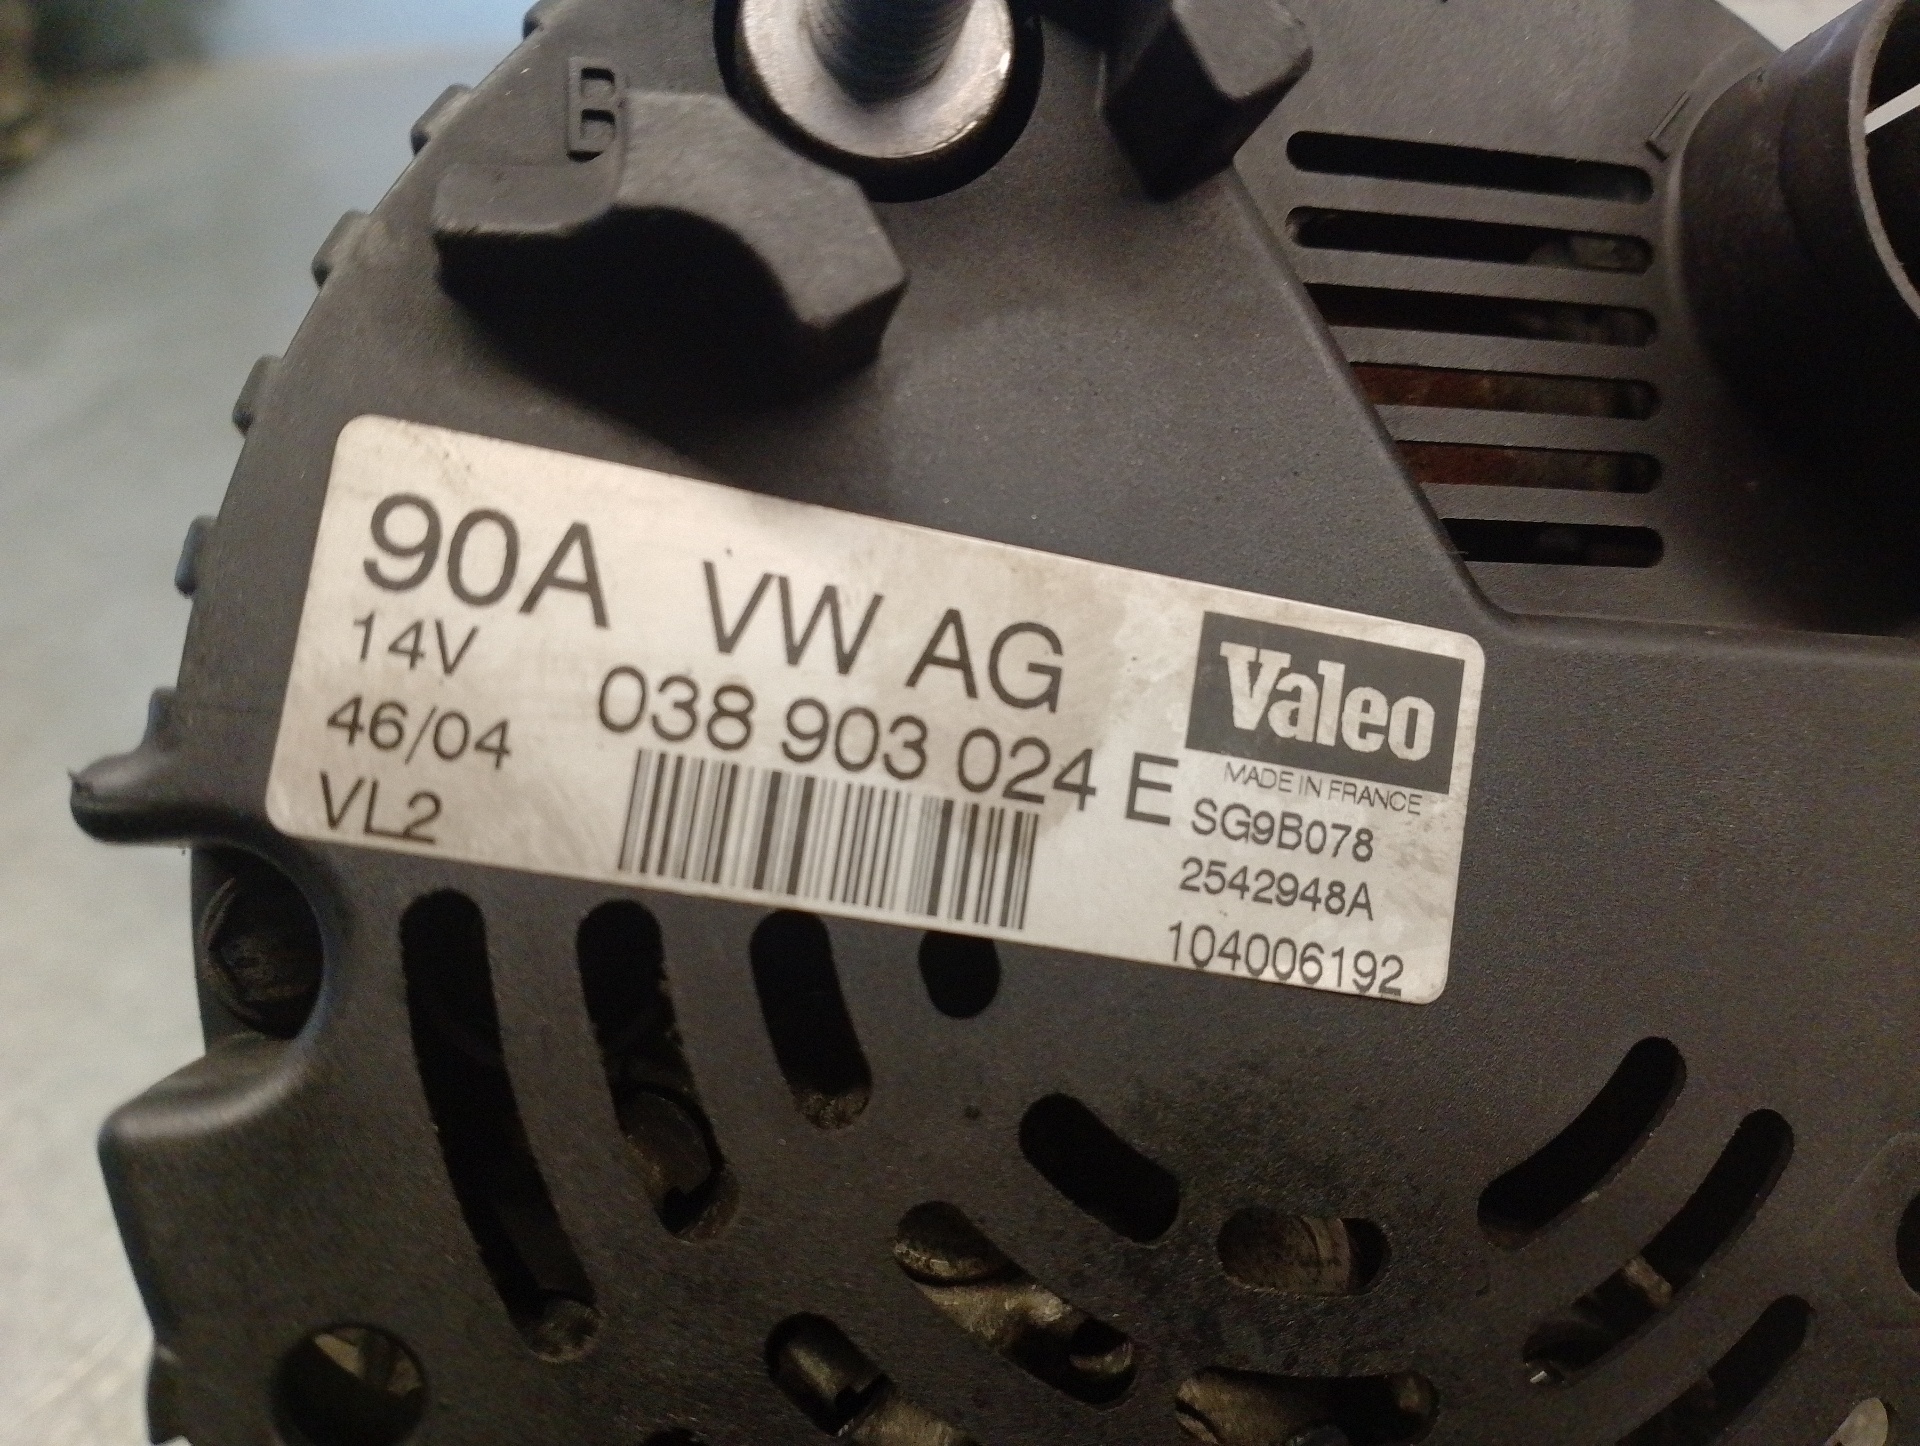 B
L
90A VW AG
14V 038 903 024 E
46/04
VL2
Valeo
MADE IN FRANCE
SG9B078
2542948A
104006192